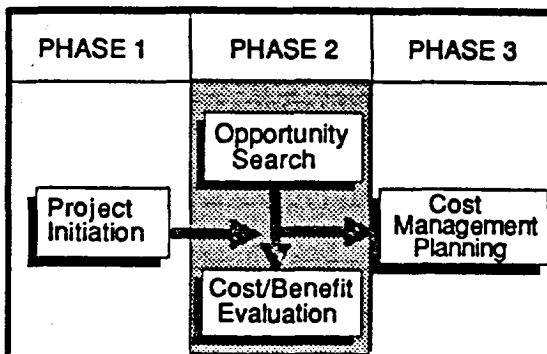 PHASE 1
PHASE 2
PHASE 3
Opportunity
Search
Project
Initiation
Cost
Management
Planning
Cost/Benefit
Evaluation